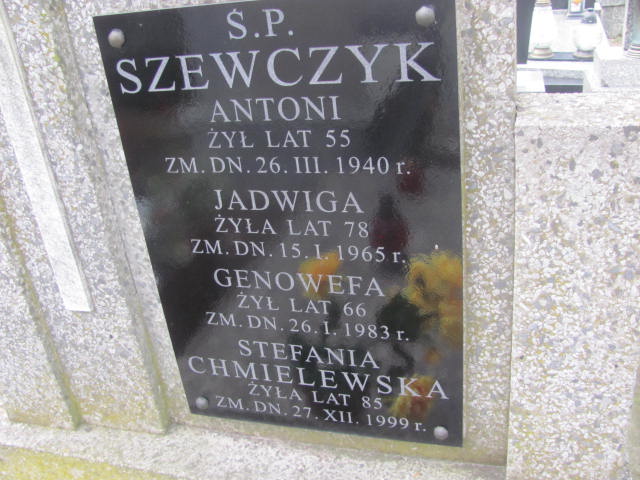 Ś.P.
SZEWCZYK
ANTONI
ŻYŁ LAT 55
ZM. DN. 26. III. 1940 r.
JADWIGA
ŻYŁA LAT 78
ZM. DN. 15. I. 1965 r.
GENOWEFA
ŻYŁ LAT 66
ZM. DN. 26. I. 1983 r.
STEFANIA
CHMIELEWSKA
ŻYŁA LAT 85
ZM. DN. 27. XII. 1999 r.